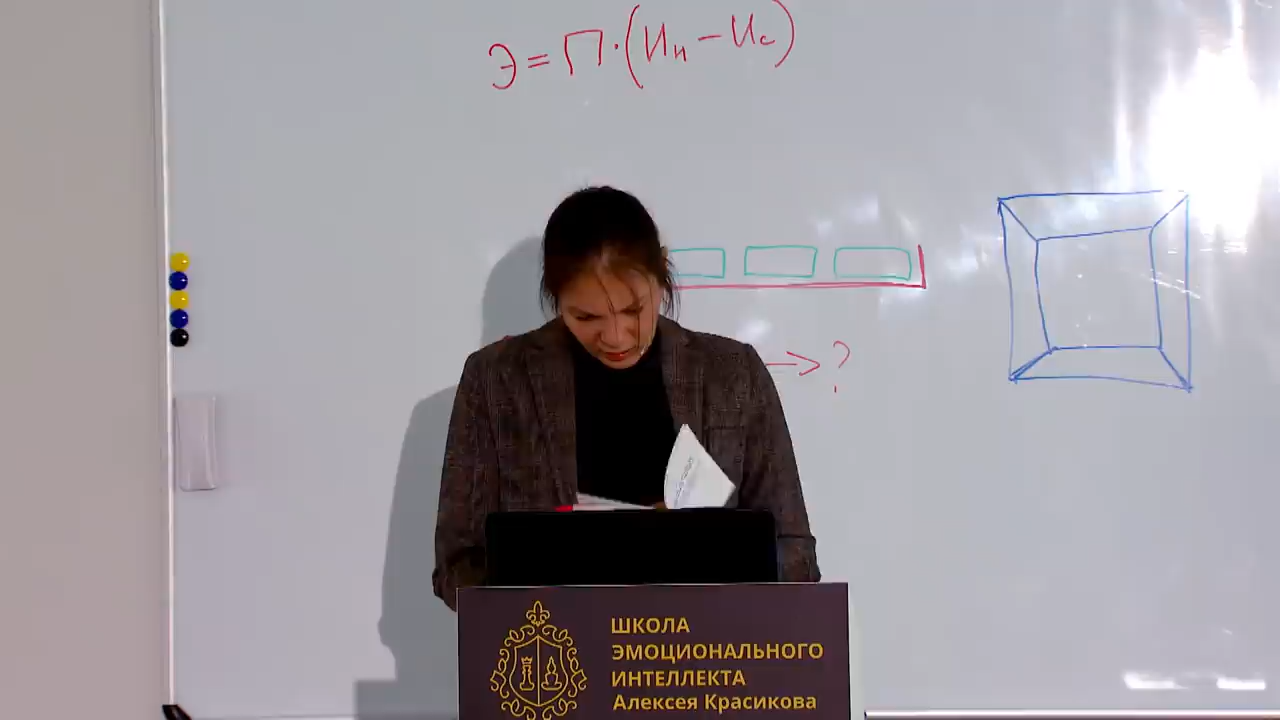 Э = П · (Ин − Ис)
→ ?
ШКОЛА
ЭМОЦИОНАЛЬНОГО
ИНТЕЛЛЕКТА
Алексея Красикова